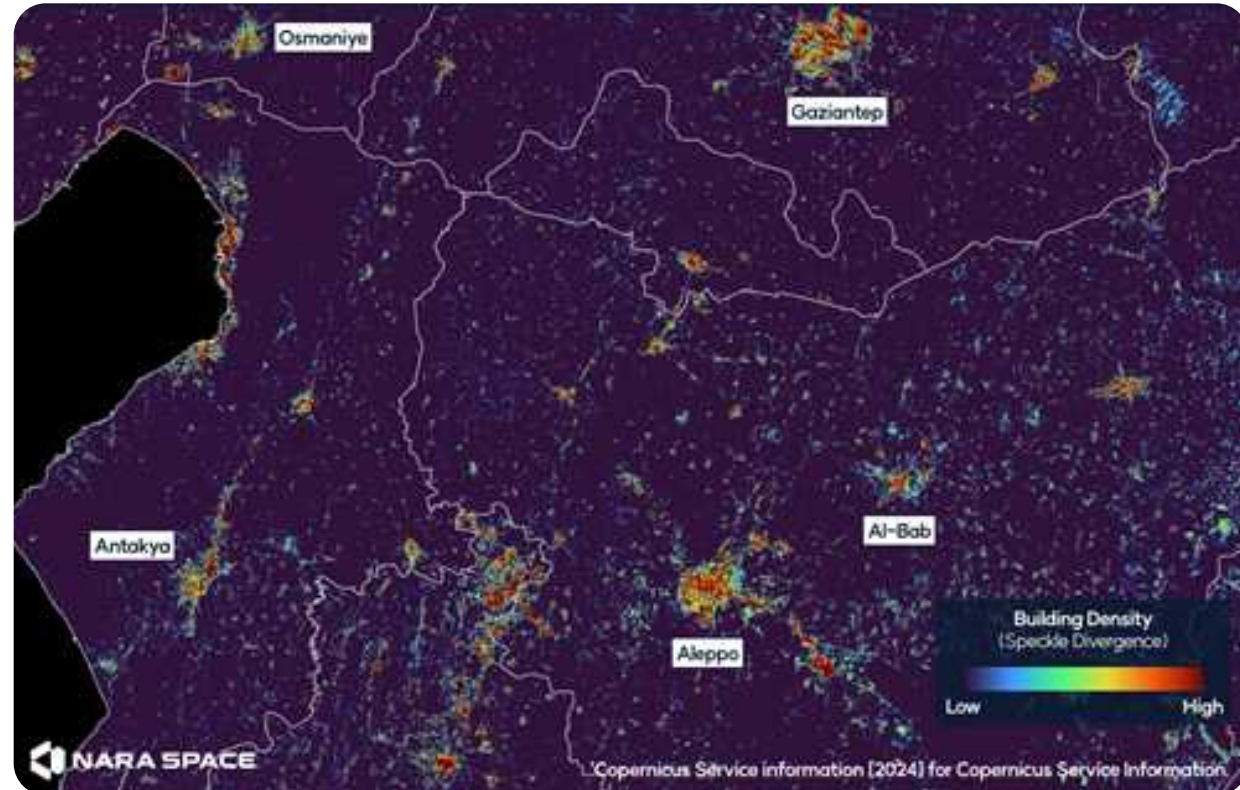 Osmaniye
Gaziantep
Antakya
Al-Bab
Aleppo
Building Density
(Speckle Divergence)
Low
High
NARA SPACE
'Copernicus Service information [2024] for Copernicus Service Information.